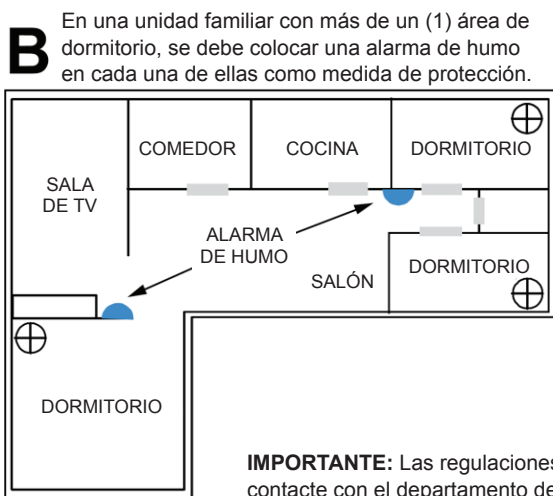 B
En una unidad familiar con más de un (1) área de
dormitorio, se debe colocar una alarma de humo
en cada una de ellas como medida de protección.
COMEDOR
COCINA
DORMITORIO
SALA
DE TV
ALARMA
DE HUMO
SALÓN
DORMITORIO
DORMITORIO
IMPORTANTE: Las regulaciones
contacte con el departamento de